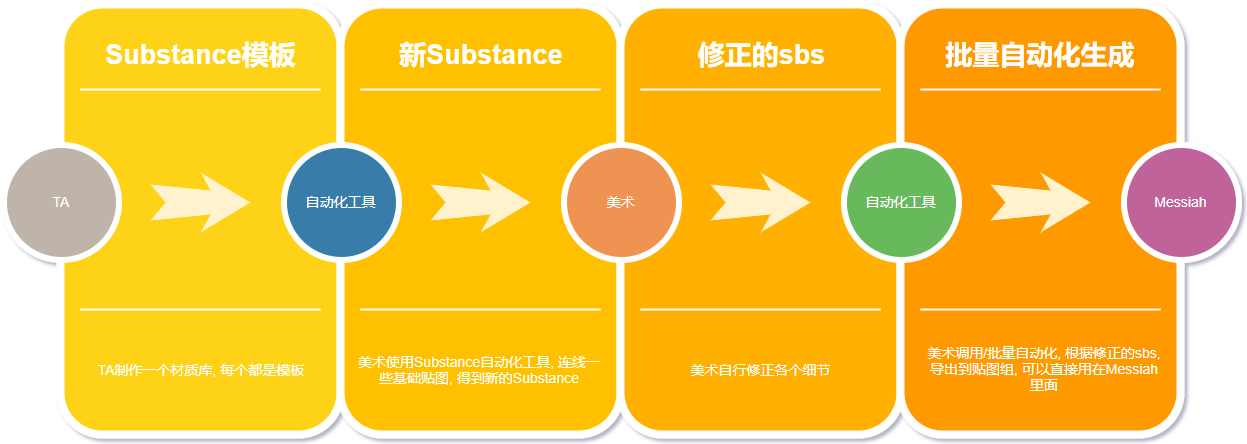 Substance模板
新Substance
修正的sbs
批量自动化生成
TA
自动化工具
美术
自动化工具
Messiah
TA制作一个材质库, 每个都是模板
美术使用Substance自动化工具, 连线一
些基础贴图, 得到新的Substance
美术自行修正各个细节
美术调用/批量自动化, 根据修正的sbs,
导出到贴图组, 可以直接用在Messiah
里面